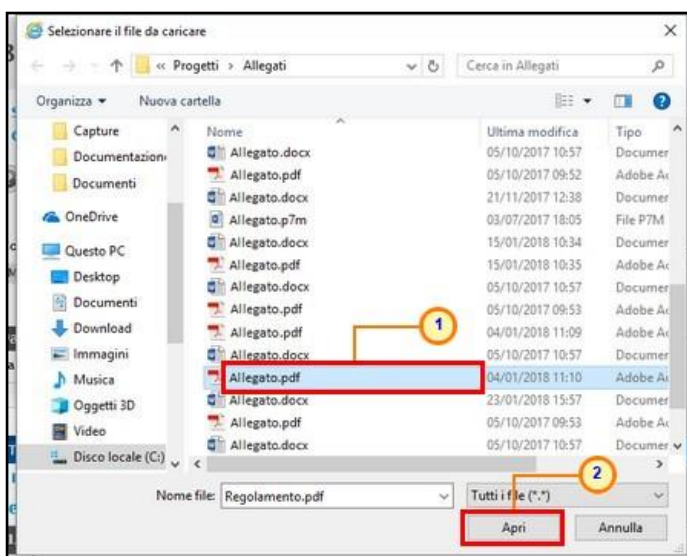 Selezionare il file da caricare
« Progetti > Allegati
Cerca in Allegati
Organizza
Nuova cartella
Nome
Ultima modifica
Tipo
Capture
Documentazion
Documenti
OneDrive
Questo PC
Desktop
Documenti
Download
Immagini
Musica
Oggetti 3D
Video
Disco locale (C:)
Allegato.docx 05/10/2017 10:57 Documer
Allegato.pdf 05/10/2017 09:52 Adobe Ac
Allegato.docx 21/11/2017 12:38 Documer
Allegato.p7m 03/07/2017 18:05 File P7M
Allegato.docx 15/01/2018 10:34 Documer
Allegato.pdf 15/01/2018 10:35 Adobe Ac
Allegato.docx 05/10/2017 10:57 Documer
Allegato.pdf 05/10/2017 09:53 Adobe Ac
Allegato.pdf 04/01/2018 11:09 Adobe Ac
Allegato.docx 05/10/2017 10:57 Documer
Allegato.pdf 04/01/2018 11:10 Adobe Ac
Allegato.docx 23/01/2018 15:57 Documer
Allegato.pdf 05/10/2017 09:53 Adobe Ac
Allegato.docx 05/10/2017 10:57 Documer
1
2
Nome file: Regolamento.pdf
Tutti i file (*.*)
Apri
Annulla